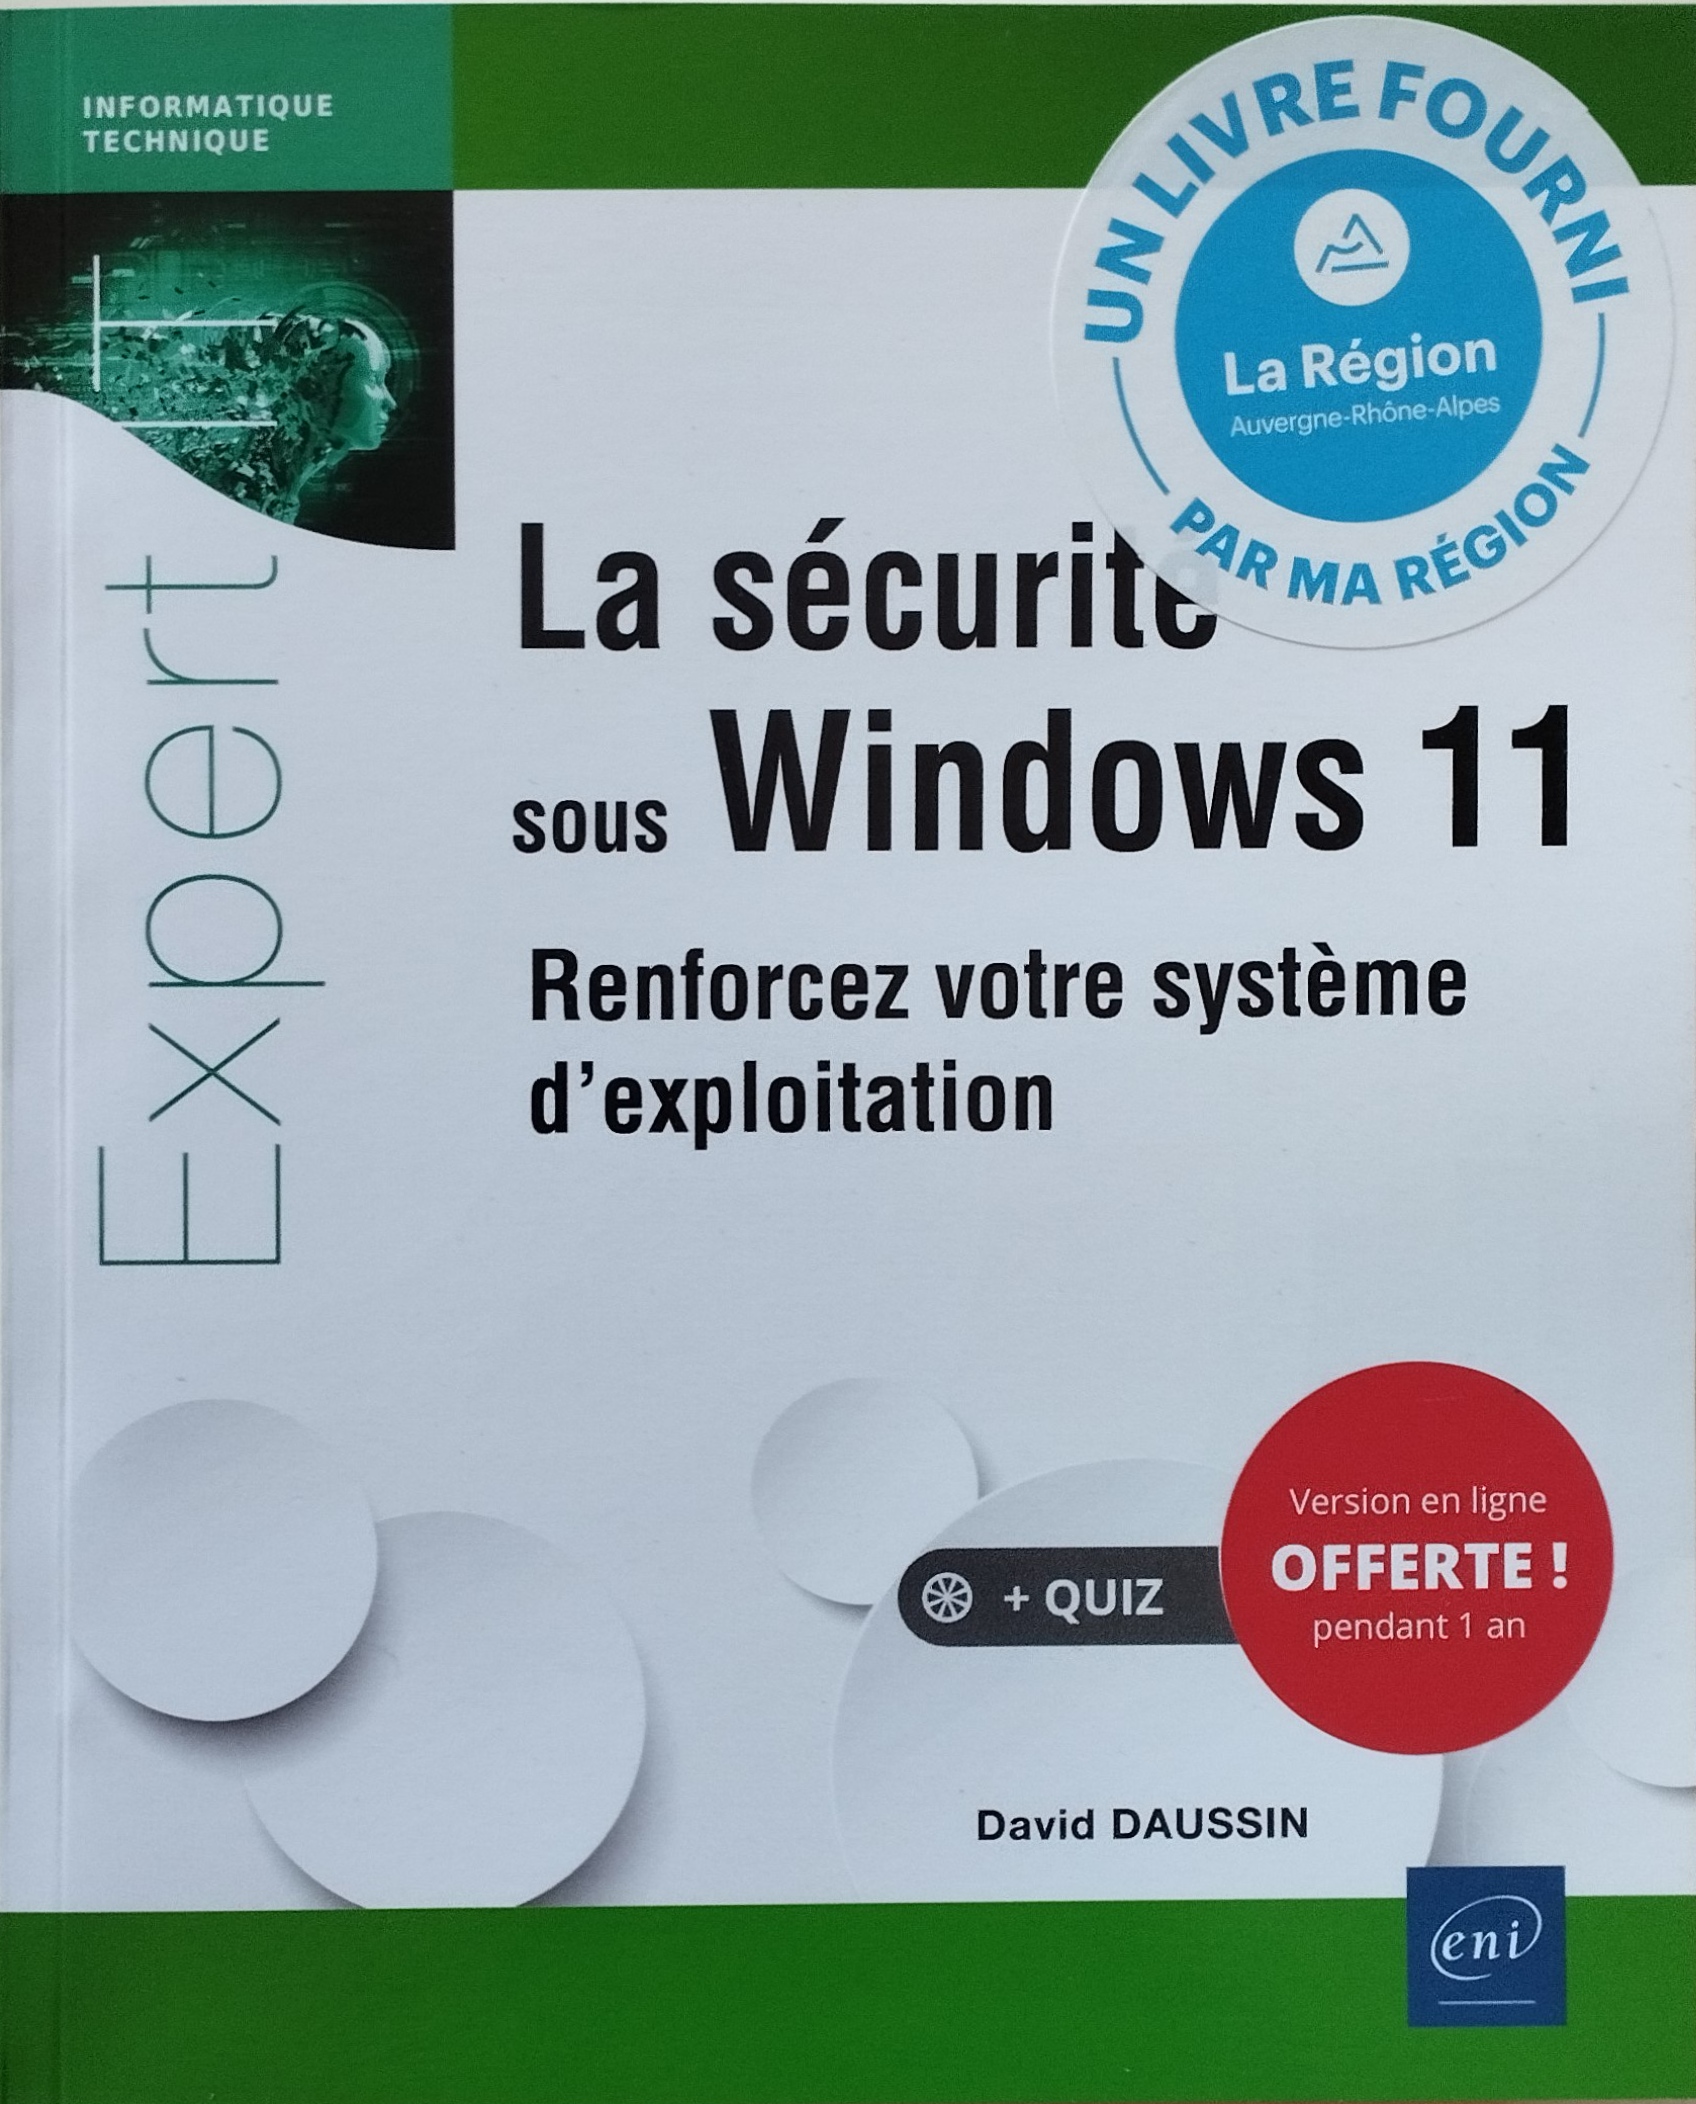 INFORMATIQUE
TECHNIQUE
IT
Expert
UN LIVRE FOURNI
La Région
Auvergne-Rhône-Alpes
PAR MA RÉGION
La sécurité
sous Windows 11
Renforcez votre système
d'exploitation
+ QUIZ
Version en ligne
OFFERTE !
pendant 1 an
David DAUSSIN
eni